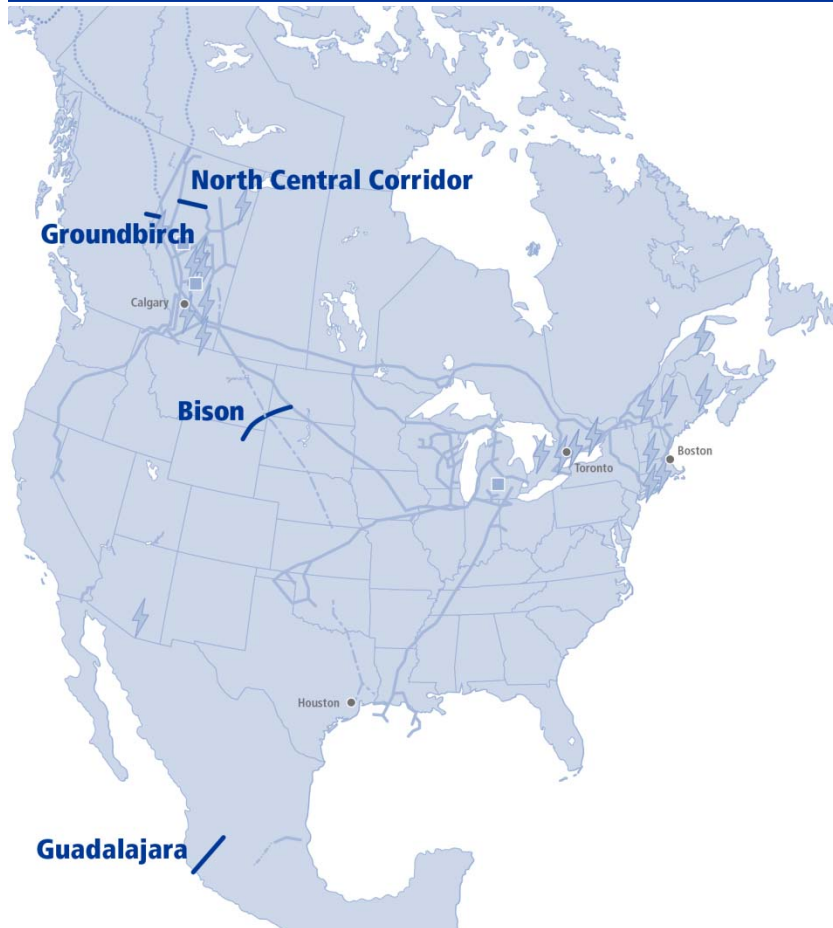 North Central Corridor
Groundbirch
Calgary
Bison
Toronto
Boston
Houston
Guadalajara